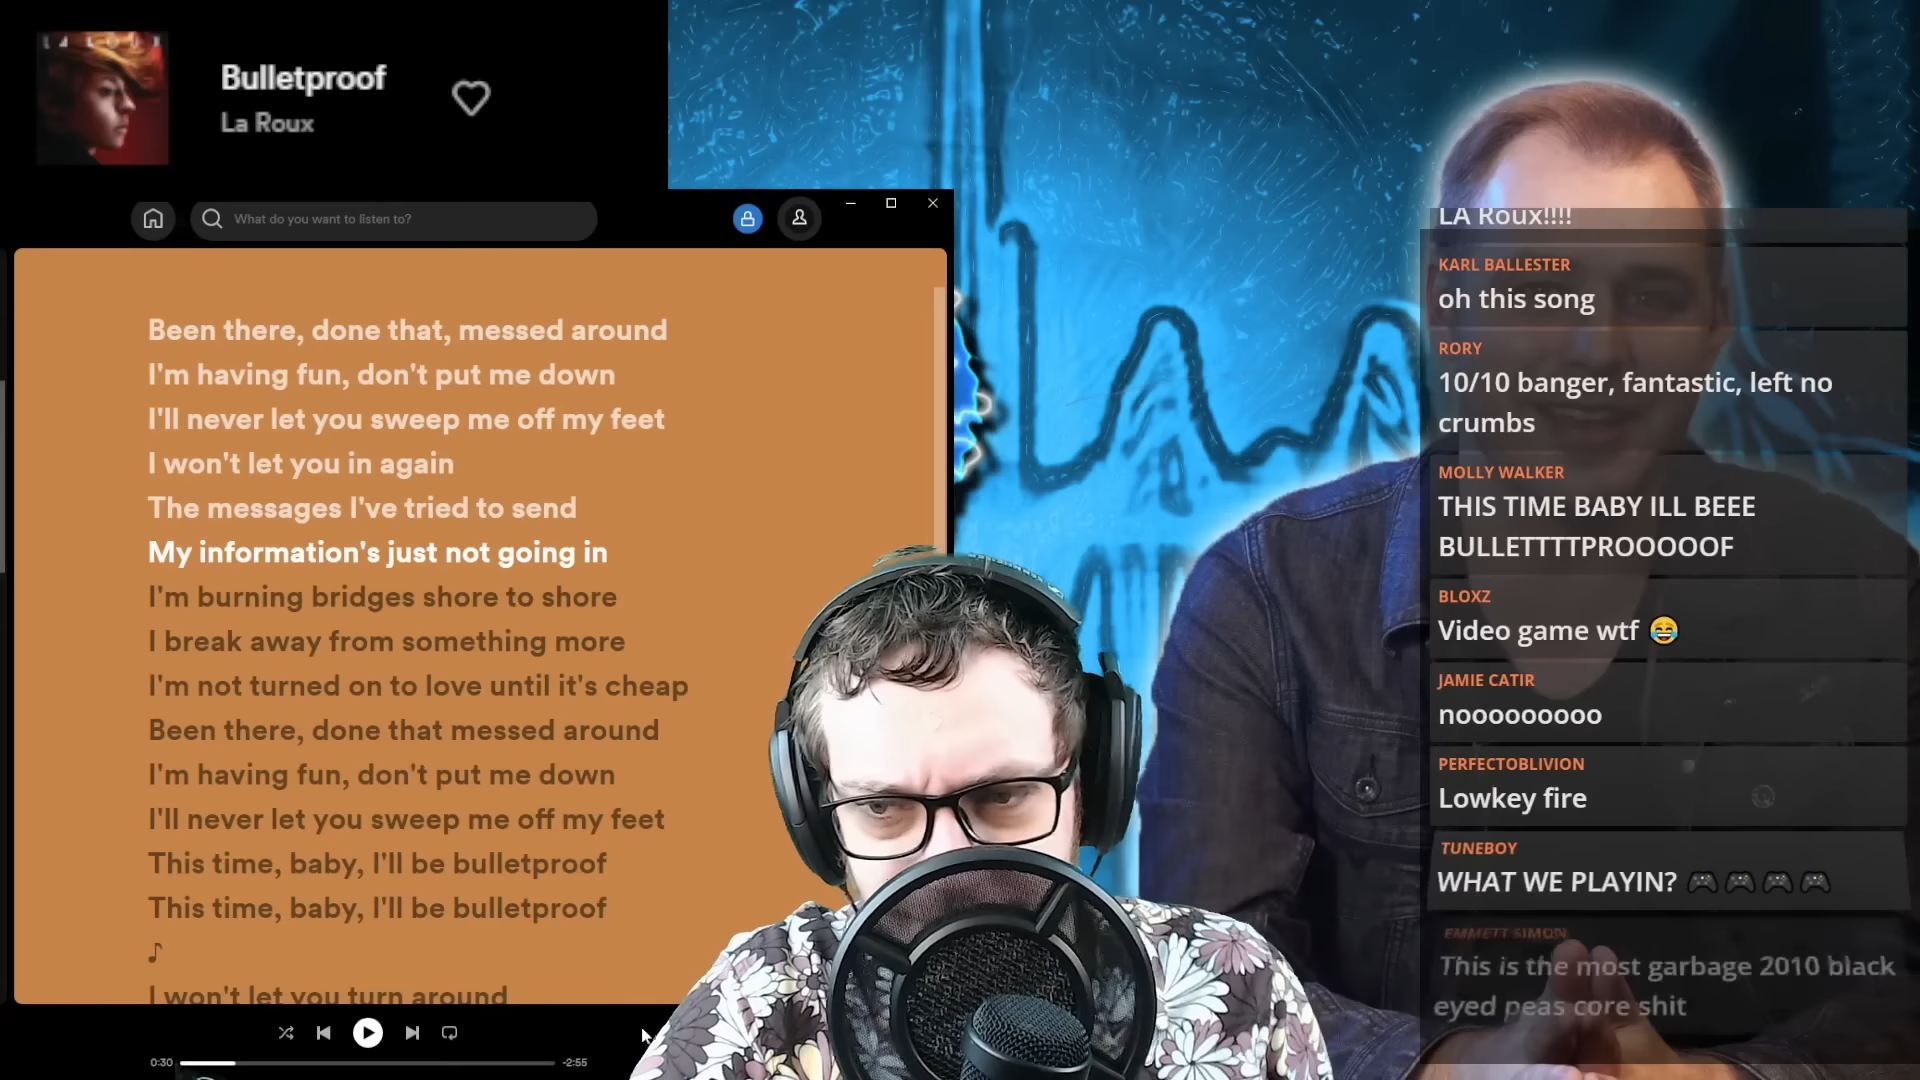 LA ROUX
Bulletproof
La Roux
What do you want to listen to?
Been there, done that, messed around
I'm having fun, don't put me down
I'll never let you sweep me off my feet
I won't let you in again
The messages I've tried to send
My information's just not going in
I'm burning bridges shore to shore
I break away from something more
I'm not turned on to love until it's cheap
Been there, done that messed around
I'm having fun, don't put me down
I'll never let you sweep me off my feet
This time, baby, I'll be bulletproof
This time, baby, I'll be bulletproof
♪
I won't let you turn around
0:30
-2:55
LA Roux!!!!
KARL BALLESTER
oh this song
RORY
10/10 banger, fantastic, left no
crumbs
MOLLY WALKER
THIS TIME BABY ILL BEEE
BULLETTTTPROOOOOF
BLOXZ
Video game wtf 😂
JAMIE CATIR
nooooooooo
PERFECTOBLIVION
Lowkey fire
TUNEBOY
WHAT WE PLAYIN? 🎮 🎮 🎮 🎮
EMMETT SIMON
This is the most garbage 2010 black
eyed peas core shit